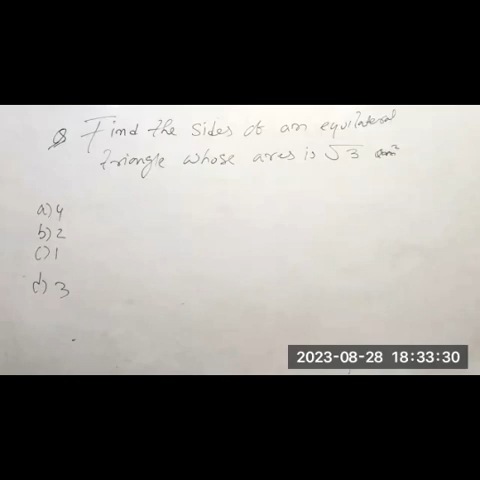 Q Find the sides of an equilateral
triangle whose area is √3 cm²
a) 4
b) 2
c) 1
d) 3
2023-08-28 18:33:30